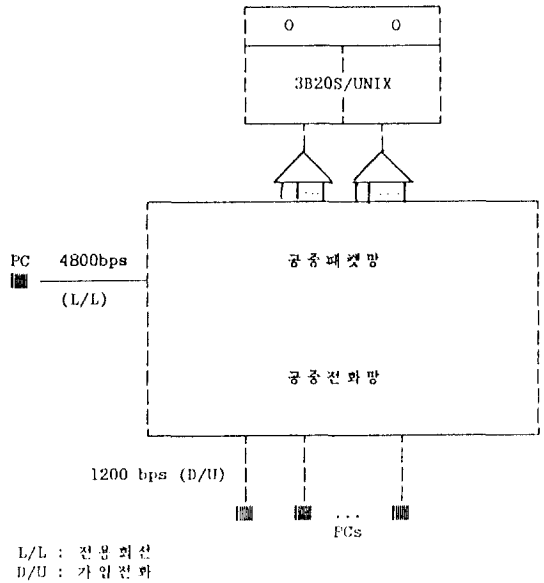 O O
3B20S/UNIX
... ...
공중패켓망
PC 4800bps
(L/L)
공중전화망
1200 bps (D/U)
...
PCs
L/L : 전용회선
D/U : 가입전화